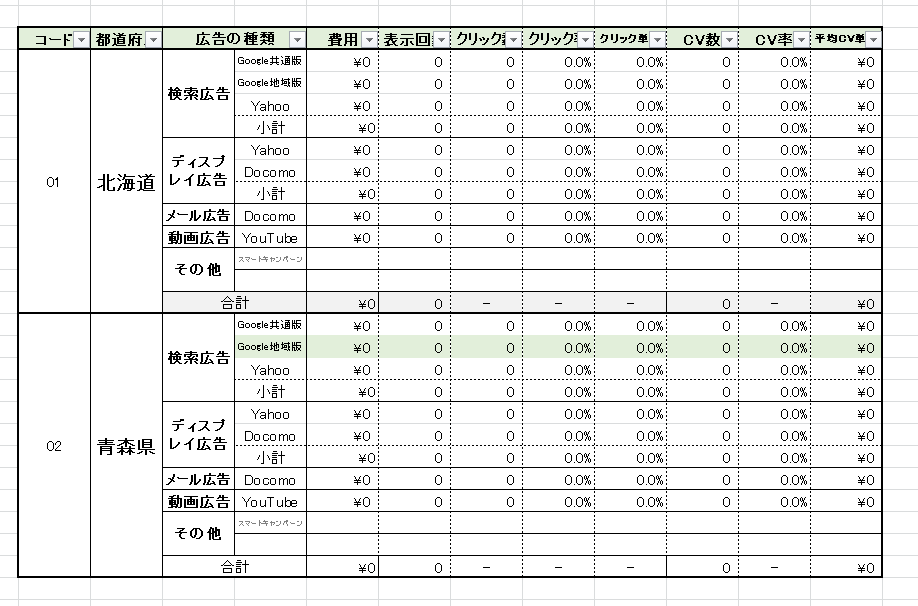 コード 都道府 広告の種類 費用 表示回 クリック クリック クリック単 CV数 CV率 平均CV単
Google共通版 ¥0 0 0 0.0% 0.0% 0 0.0% ¥0
検索広告 Google地域版 ¥0 0 0 0.0% 0.0% 0 0.0% ¥0
Yahoo ¥0 0 0 0.0% 0.0% 0 0.0% ¥0
小計 ¥0 0 0 0.0% 0.0% 0 0.0% ¥0
ディスプ Yahoo ¥0 0 0 0.0% 0.0% 0 0.0% ¥0
01 北海道 レイ広告 Docomo ¥0 0 0 0.0% 0.0% 0 0.0% ¥0
小計 ¥0 0 0 0.0% 0.0% 0 0.0% ¥0
メール広告 Docomo ¥0 0 0 0.0% 0.0% 0 0.0% ¥0
動画広告 YouTube ¥0 0 0 0.0% 0.0% 0 0.0% ¥0
その他 スマートキャンペーン
合計 ¥0 0 – – – 0 – ¥0
Google共通版 ¥0 0 0 0.0% 0.0% 0 0.0% ¥0
検索広告 Google地域版 ¥0 0 0 0.0% 0.0% 0 0.0% ¥0
Yahoo ¥0 0 0 0.0% 0.0% 0 0.0% ¥0
小計 ¥0 0 0 0.0% 0.0% 0 0.0% ¥0
ディスプ Yahoo ¥0 0 0 0.0% 0.0% 0 0.0% ¥0
02 青森県 レイ広告 Docomo ¥0 0 0 0.0% 0.0% 0 0.0% ¥0
小計 ¥0 0 0 0.0% 0.0% 0 0.0% ¥0
メール広告 Docomo ¥0 0 0 0.0% 0.0% 0 0.0% ¥0
動画広告 YouTube ¥0 0 0 0.0% 0.0% 0 0.0% ¥0
その他 スマートキャンペーン
合計 ¥0 0 – – – 0 – ¥0